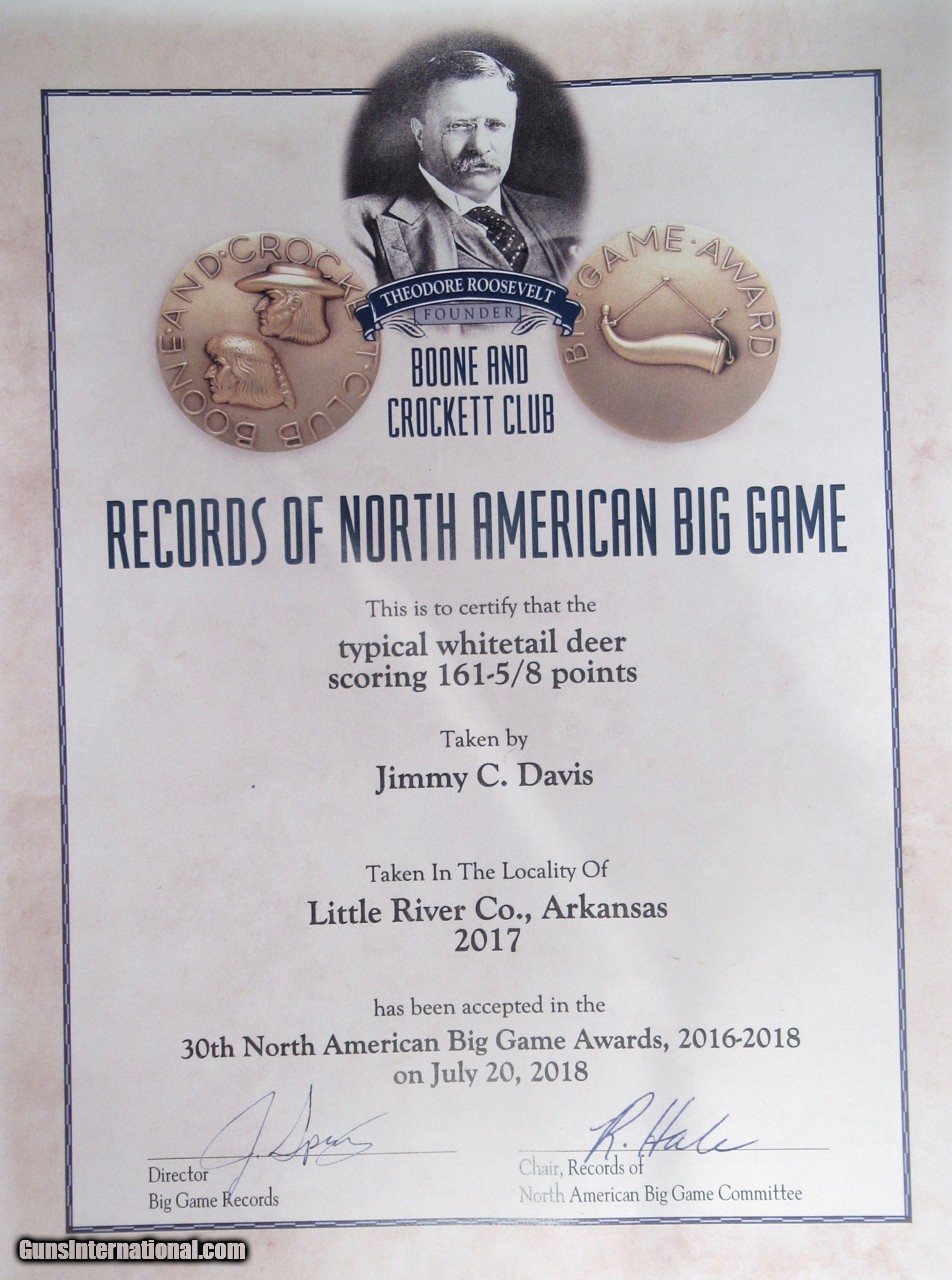 THEODORE ROOSEVELT
FOUNDER
BOONE AND CROCKETT CLUB
BIG GAME AWARD
BOONE AND
CROCKETT CLUB
RECORDS OF NORTH AMERICAN BIG GAME
This is to certify that the
typical whitetail deer
scoring 161-5/8 points
Taken by
Jimmy C. Davis
Taken In The Locality Of
Little River Co., Arkansas
2017
has been accepted in the
30th North American Big Game Awards, 2016-2018
on July 20, 2018
R. Hale
Director
Big Game Records
Chair, Records of
North American Big Game Committee
GunsInternational.com